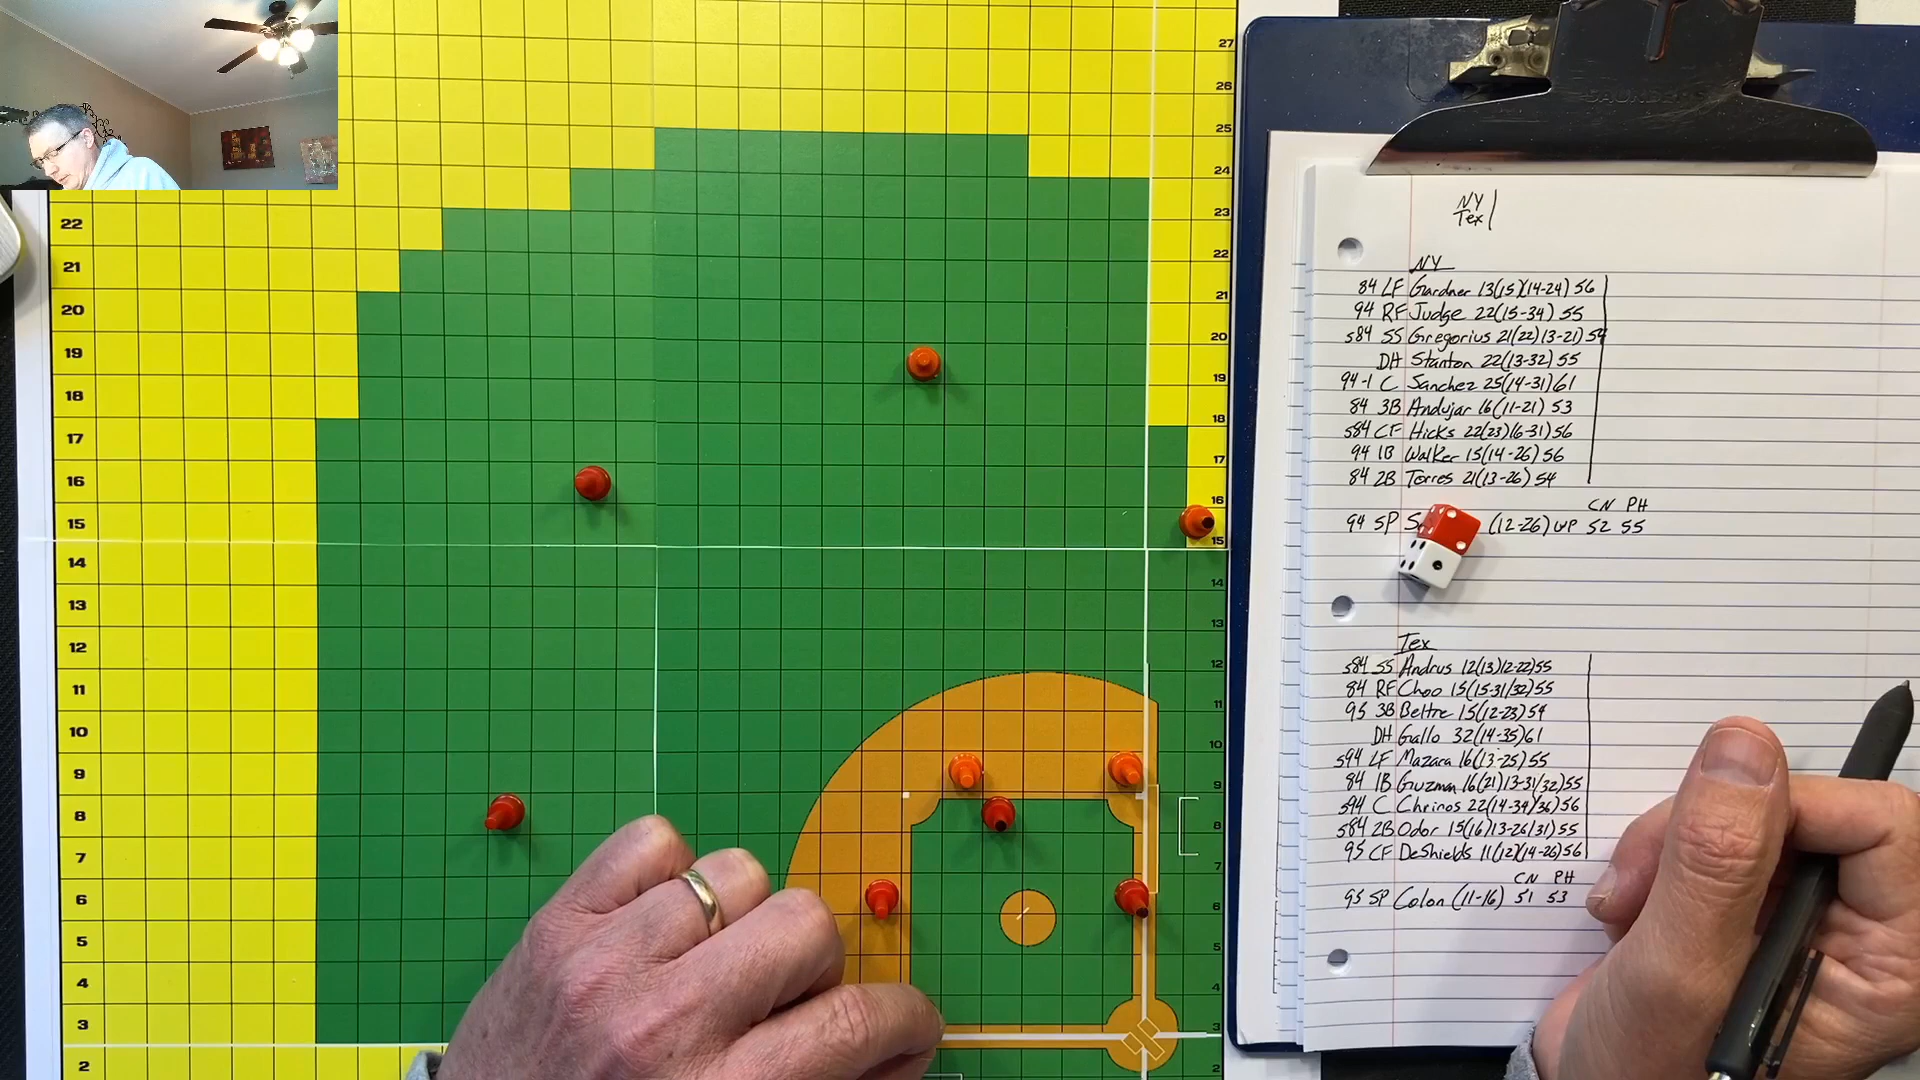 27
26
25
24
23
22
21
20
19
18
17
16
15
14
13
12
11
10
9
8
7
6
5
4
3
2
22
21
20
19
18
17
16
15
14
13
12
11
10
9
8
7
6
5
4
3
2
SAUNDERS
NY
Tex
NY
84 LF Gardner 13(15)(14-24) 56
94 RF Judge 22(15-34) 55
S84 SS Gregorius 21(22)(13-21) 54
DH Stanton 22(13-32) 55
94-1 C Sanchez 25(14-31) 61
84 3B Andujar 16(11-21) 53
S84 CF Hicks 22(23)(6-31) 56
94 1B Walker 15(14-26) 56
84 2B Torres 21(13-26) 54
CN PH
94 SP (12-26) WP 52 55
Tex
S84 SS Andrus 12(13)(12-22) 55
84 RF Choo 15(15-31/32) 55
95 3B Beltre 15(12-23) 54
DH Gallo 32(14-35) 61
S94 LF Mazara 16(13-25) 55
84 1B Guzman 16(21)(13-31/32) 55
S94 C Chirinos 22(14-34/36) 56
S84 2B Odor 15(16)(13-26/31) 55
95 CF DeShields 11(12)(14-26) 56
CN PH
95 SP Colon (11-16) 51 53